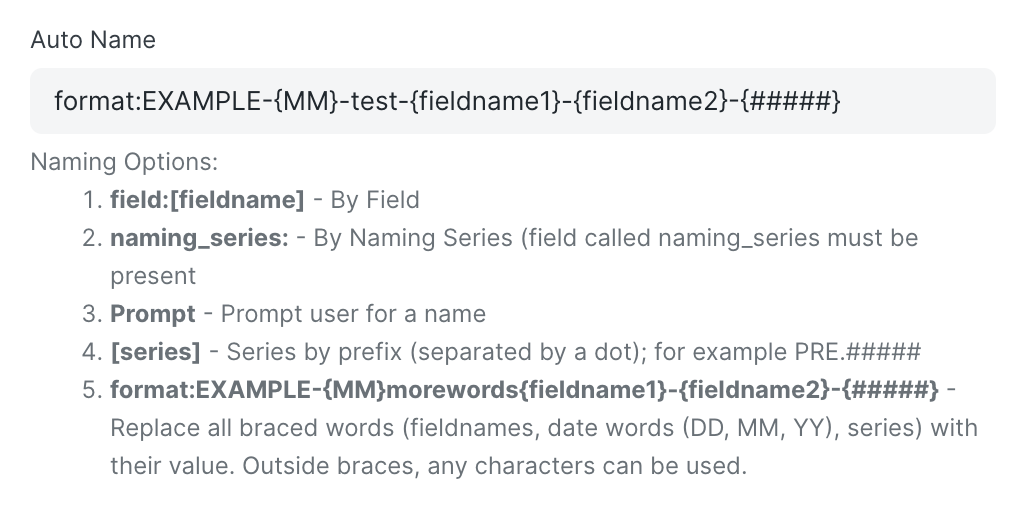 Auto Name
format:EXAMPLE-{MM}-test-{fieldname1}-{fieldname2}-{#####}
Naming Options:
1. field:[fieldname] - By Field
2. naming_series: - By Naming Series (field called naming_series must be
present
3. Prompt - Prompt user for a name
4. [series] - Series by prefix (separated by a dot); for example PRE.#####
5. format:EXAMPLE-{MM}morewords{fieldname1}-{fieldname2}-{#####} -
Replace all braced words (fieldnames, date words (DD, MM, YY), series) with
their value. Outside braces, any characters can be used.